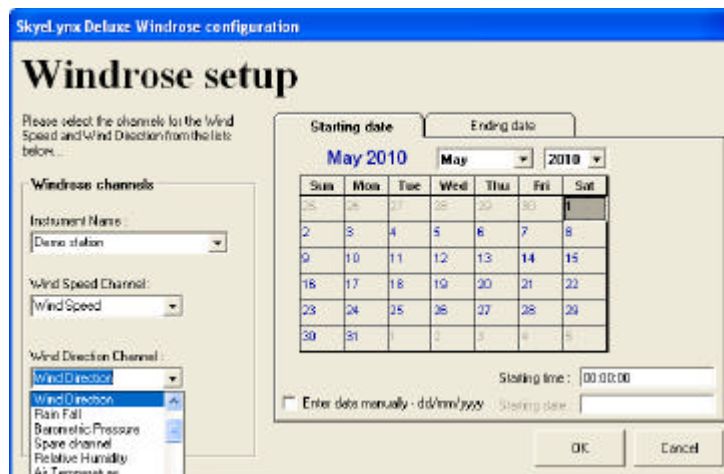 SkyeLynx Deluxe Windrose configuration
Windrose setup
Please select the channels for the Wind
Speed and Wind Direction from the lists
below...
Windrose channels
Instrument Name :
Demo station
Wind Speed Channel:
Wind Speed
Wind Direction Channel :
Wind Direction
Wind Direction
Rain Fall
Barometric Pressure
Spare channel
Relative Humidity
Air Temperature
Starting date
Ending date
May 2010
May
2010
Sun Mon Tue Wed Thu Fri Sat
25 26 27 28 29 30 1
2 3 4 5 6 7 8
9 10 11 12 13 14 15
16 17 18 19 20 21 22
23 24 25 26 27 28 29
30 31 1 2 3 4 5
Starting time : 00:00:00
Enter date manually - dd/mm/yyyy
Starting date :
OK
Cancel